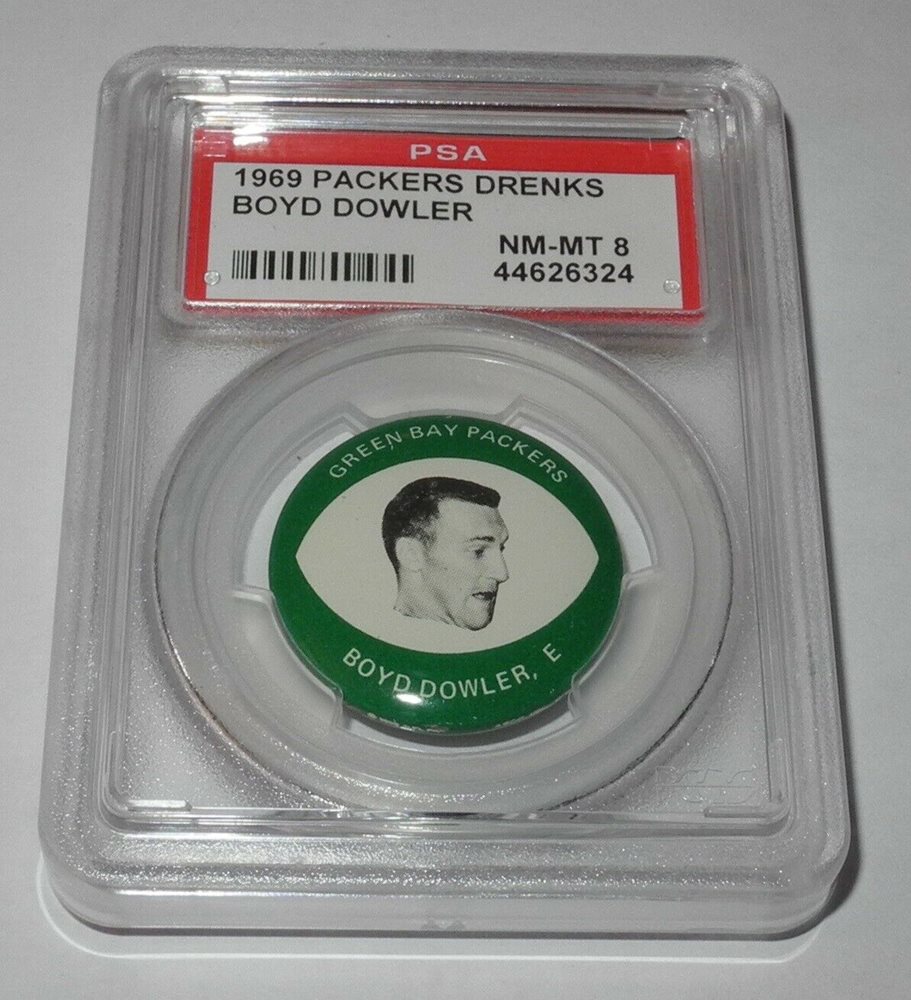 PSA
1969 PACKERS DRENKS
BOYD DOWLER
NM-MT 8
44626324
GREEN BAY PACKERS
BOYD DOWLER, E